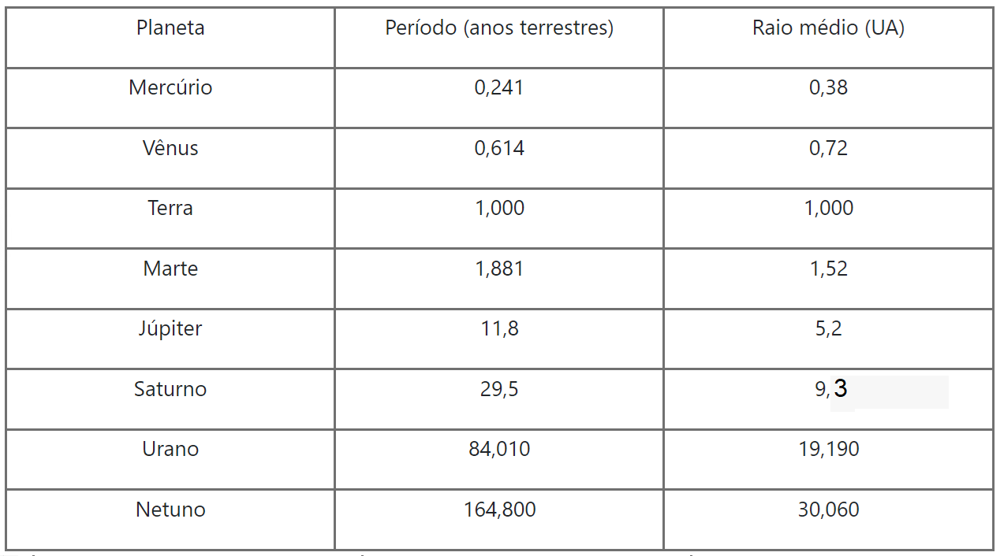 Planeta Período (anos terrestres) Raio médio (UA)
Mercúrio 0,241 0,38
Vênus 0,614 0,72
Terra 1,000 1,000
Marte 1,881 1,52
Júpiter 11,8 5,2
Saturno 29,5 9,3
Urano 84,010 19,190
Netuno 164,800 30,060